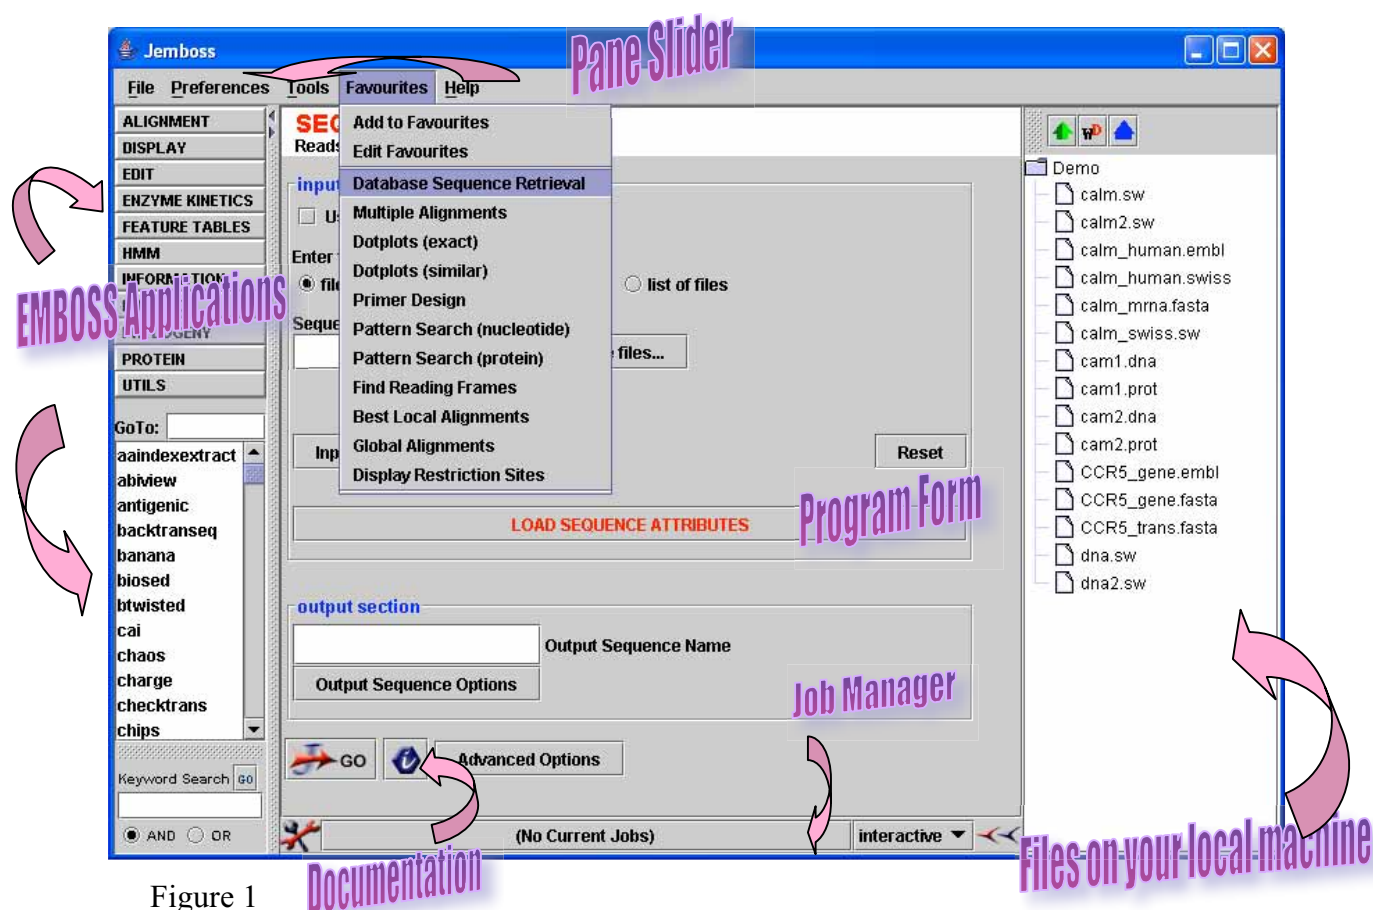 Pane Slider
Jemboss
File Preferences Tools Favourites Help
ALIGNMENT
DISPLAY
EDIT
ENZYME KINETICS
FEATURE TABLES
HMM
INFORMATION
EMBOSS Applications
PROTEIN
UTILS
GoTo:
aaindexextract
abiview
antigenic
backtranseq
banana
biosed
btwisted
cai
chaos
charge
checktrans
chips
Keyword Search GO
AND OR
Add to Favourites
Edit Favourites
Database Sequence Retrieval
Multiple Alignments
Dotplots (exact)
Dotplots (similar)
Primer Design
Pattern Search (nucleotide)
Pattern Search (protein)
Find Reading Frames
Best Local Alignments
Global Alignments
Display Restriction Sites
Enter
list of files
files...
Reset
Program Form
LOAD SEQUENCE ATTRIBUTES
output section
Output Sequence Name
Output Sequence Options
Job Manager
GO
Advanced Options
(No Current Jobs)
interactive
WD
Demo
calm.sw
calm2.sw
calm_human.embl
calm_human.swiss
calm_mrna.fasta
calm_swiss.sw
cam1.dna
cam1.prot
cam2.dna
cam2.prot
CCR5_gene.embl
CCR5_gene.fasta
CCR5_trans.fasta
dna.sw
dna2.sw
Files on your local machine
Documentation
Figure 1